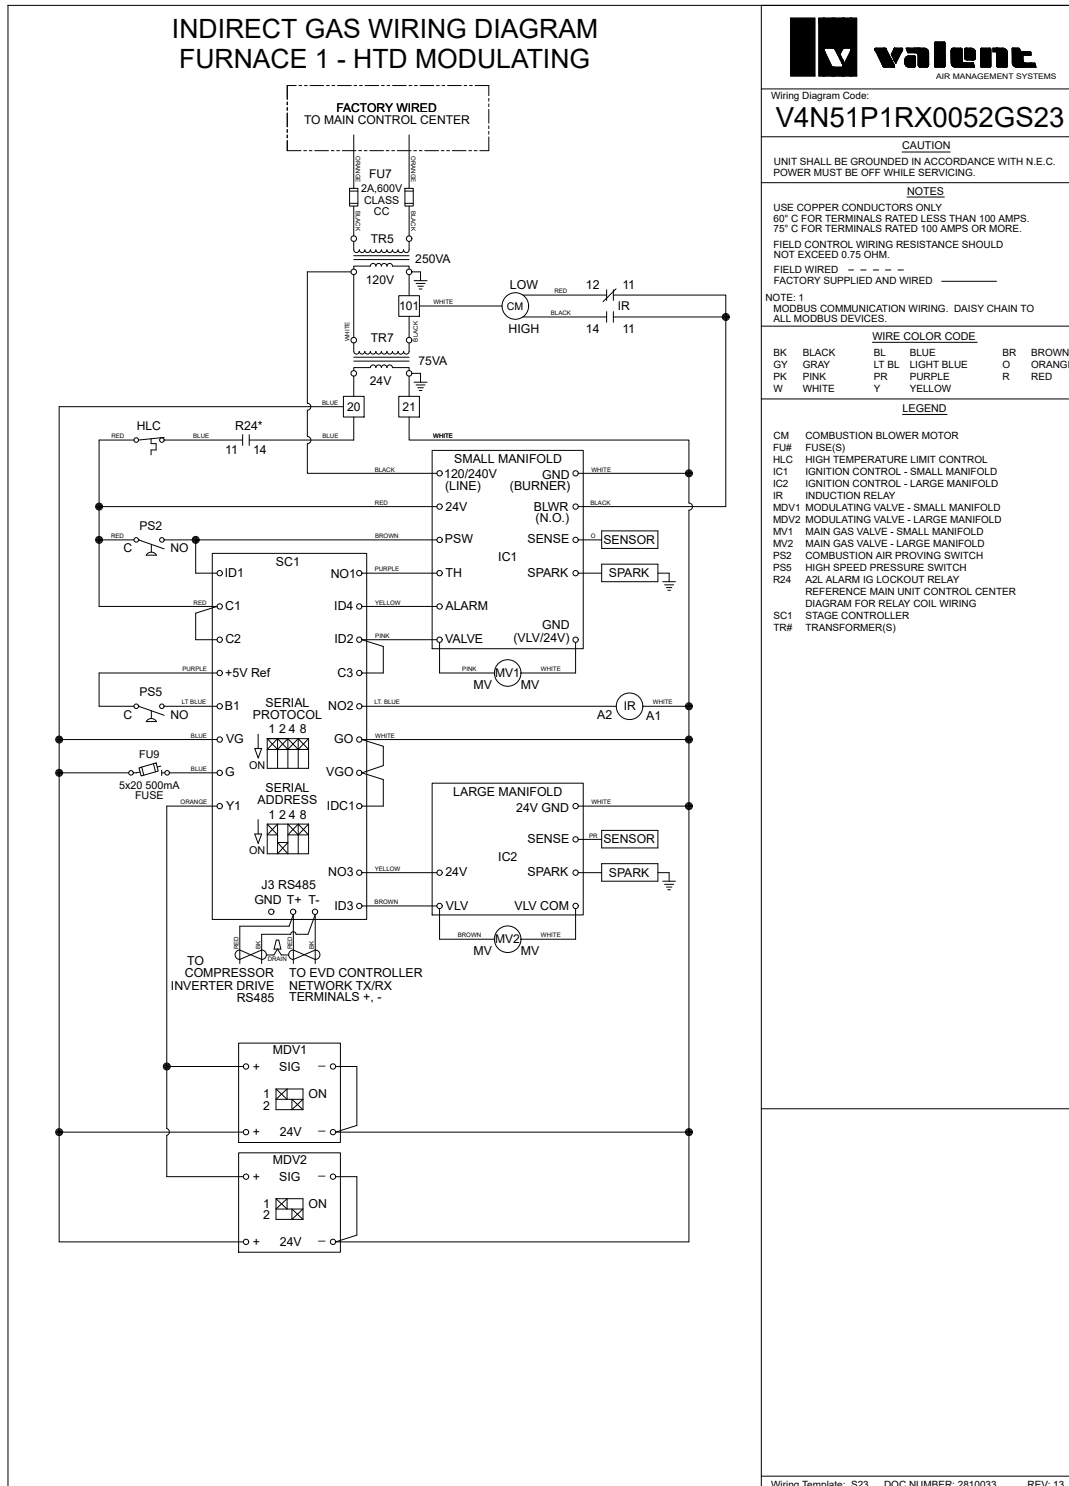 INDIRECT GAS WIRING DIAGRAM
FURNACE 1 - HTD MODULATING
FACTORY WIRED
TO MAIN CONTROL CENTER
ORANGE
ORANGE
FU7
2A,600V
CLASS
CC
BLACK
BLACK
TR5
250VA
120V
101
WHITE
LOW
CM
HIGH
RED
BLACK
12
11
IR
14
11
WHITE
BLACK
TR7
75VA
24V
BLUE
20
21
HLC
RED
BLUE
R24*
11
14
BLUE
WHITE
SMALL MANIFOLD
BLACK
120/240V
(LINE)
GND
(BURNER)
WHITE
RED
24V
BLWR
(N.O.)
BLACK
PS2
RED
C
NO
BROWN
PSW
SENSE
O
SENSOR
IC1
SC1
ID1
NO1
PURPLE
TH
SPARK
SPARK
RED
C1
ID4
YELLOW
ALARM
C2
ID2
PINK
VALVE
GND
(VLV/24V)
PURPLE
+5V Ref
C3
PINK
MV1
WHITE
MV
MV
PS5
C
NO
LT BLUE
B1
SERIAL
PROTOCOL
1 2 4 8
ON
NO2
LT. BLUE
IR
A2
A1
WHITE
BLUE
VG
GO
WHITE
FU9
5x20 500mA
FUSE
BLUE
G
VGO
SERIAL
ADDRESS
1 2 4 8
ON
ORANGE
Y1
IDC1
LARGE MANIFOLD
24V GND
WHITE
SENSE
PR
SENSOR
IC2
NO3
YELLOW
24V
SPARK
SPARK
J3 RS485
GND T+ T-
ID3
BROWN
VLV
VLV COM
BROWN
MV2
WHITE
MV
MV
RED
BK
RED
BK
DRAIN
TO
COMPRESSOR
INVERTER DRIVE
RS485
TO EVD CONTROLLER
NETWORK TX/RX
TERMINALS +, -
MDV1
+ SIG −
1
2
ON
+ 24V −
MDV2
+ SIG −
1
2
ON
+ 24V −
v valent
AIR MANAGEMENT SYSTEMS
Wiring Diagram Code:
V4N51P1RX0052GS23
CAUTION
UNIT SHALL BE GROUNDED IN ACCORDANCE WITH N.E.C.
POWER MUST BE OFF WHILE SERVICING.
NOTES
USE COPPER CONDUCTORS ONLY
60° C FOR TERMINALS RATED LESS THAN 100 AMPS.
75° C FOR TERMINALS RATED 100 AMPS OR MORE.
FIELD CONTROL WIRING RESISTANCE SHOULD
NOT EXCEED 0.75 OHM.
FIELD WIRED
FACTORY SUPPLIED AND WIRED
NOTE: 1
MODBUS COMMUNICATION WIRING. DAISY CHAIN TO
ALL MODBUS DEVICES.
WIRE COLOR CODE
BK BLACK BL BLUE BR BROWN
GY GRAY LT BL LIGHT BLUE O ORANGE
PK PINK PR PURPLE R RED
W WHITE Y YELLOW
LEGEND
CM COMBUSTION BLOWER MOTOR
FU# FUSE(S)
HLC HIGH TEMPERATURE LIMIT CONTROL
IC1 IGNITION CONTROL - SMALL MANIFOLD
IC2 IGNITION CONTROL - LARGE MANIFOLD
IR INDUCTION RELAY
MDV1 MODULATING VALVE - SMALL MANIFOLD
MDV2 MODULATING VALVE - LARGE MANIFOLD
MV1 MAIN GAS VALVE - SMALL MANIFOLD
MV2 MAIN GAS VALVE - LARGE MANIFOLD
PS2 COMBUSTION AIR PROVING SWITCH
PS5 HIGH SPEED PRESSURE SWITCH
R24 A2L ALARM IG LOCKOUT RELAY
REFERENCE MAIN UNIT CONTROL CENTER
DIAGRAM FOR RELAY COIL WIRING
SC1 STAGE CONTROLLER
TR# TRANSFORMER(S)
Wiring Template: S23 DOC NUMBER: 2810033 REV: 13